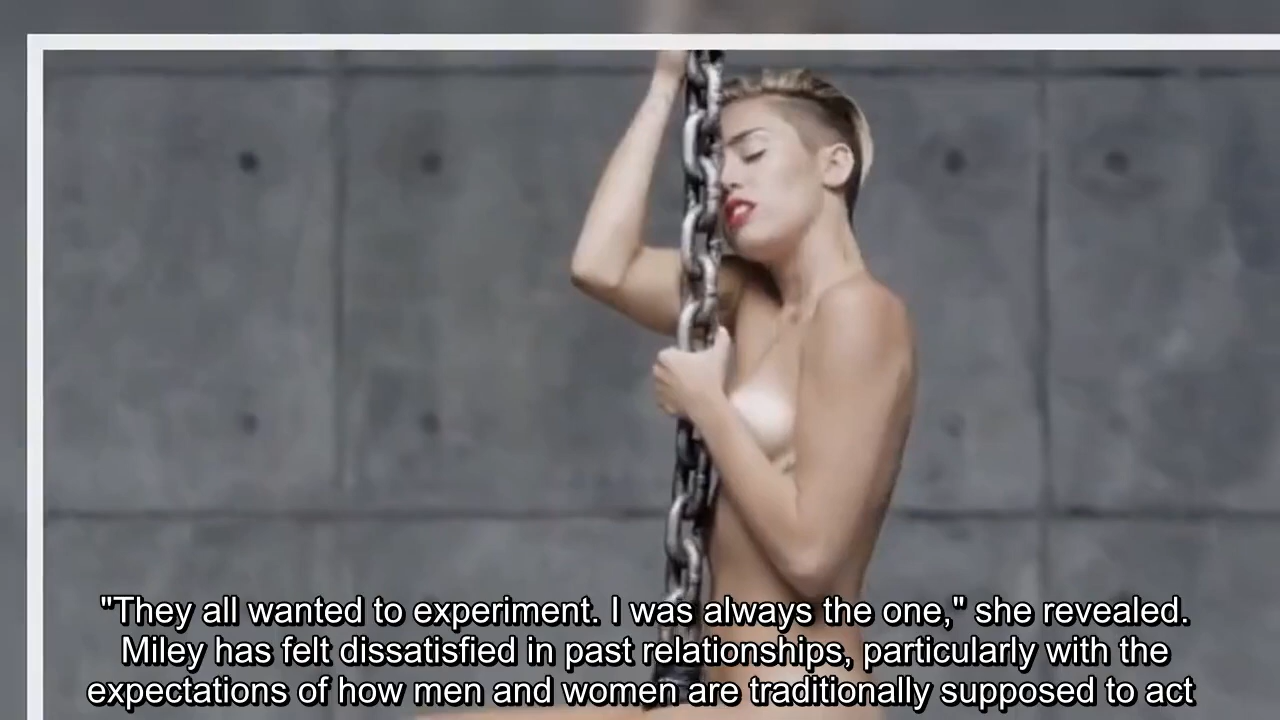 "They all wanted to experiment. I was always the one," she revealed.
Miley has felt dissatisfied in past relationships, particularly with the
expectations of how men and women are traditionally supposed to act